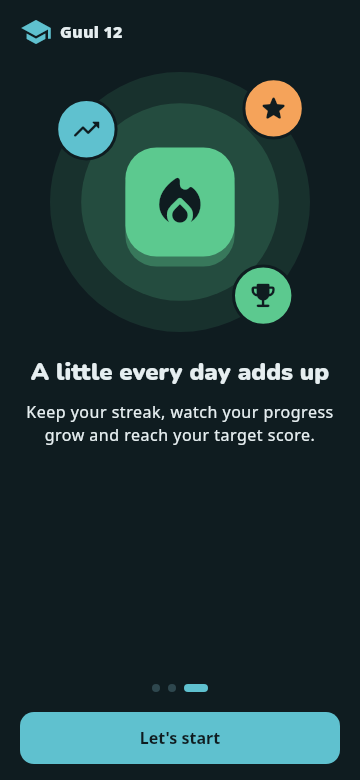 Guul 12
A little every day adds up
Keep your streak, watch your progress
grow and reach your target score.
Let's start